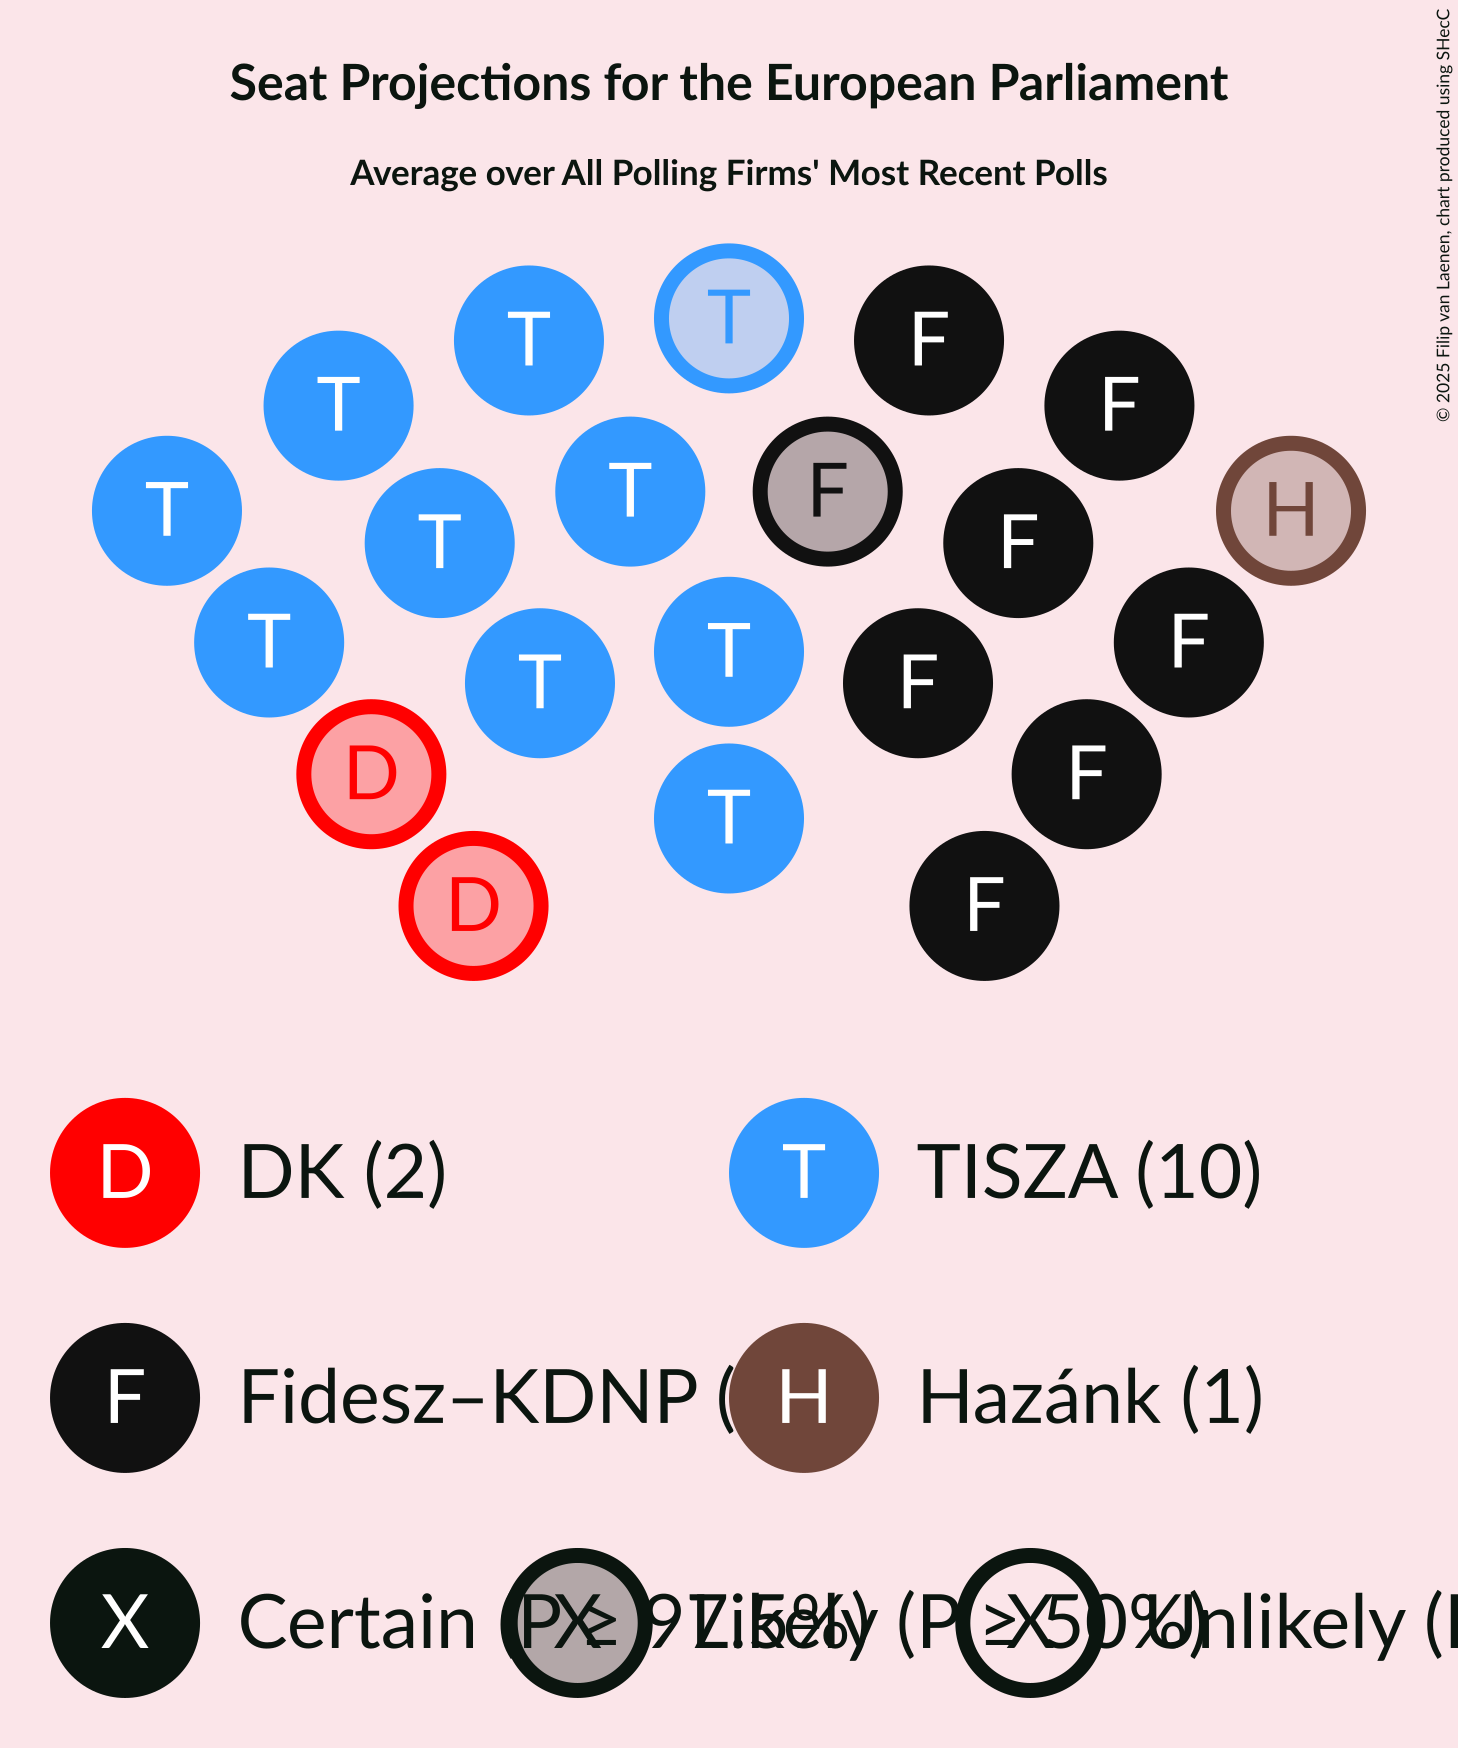 Seat Projections for the European Parliament
Average over All Polling Firms' Most Recent Polls
© 2025 Filip van Laenen, chart produced using SHecC
T
T T
F F
T
T H
T F
T F
T F
T T F
D F
T
D F
D DK (2) T TISZA (10)
F Fidesz–KDNP ( H Hazánk (1)
X Certain (P ≥ 97.5%) X Likely (P ≥ 50%) X Unlikely (